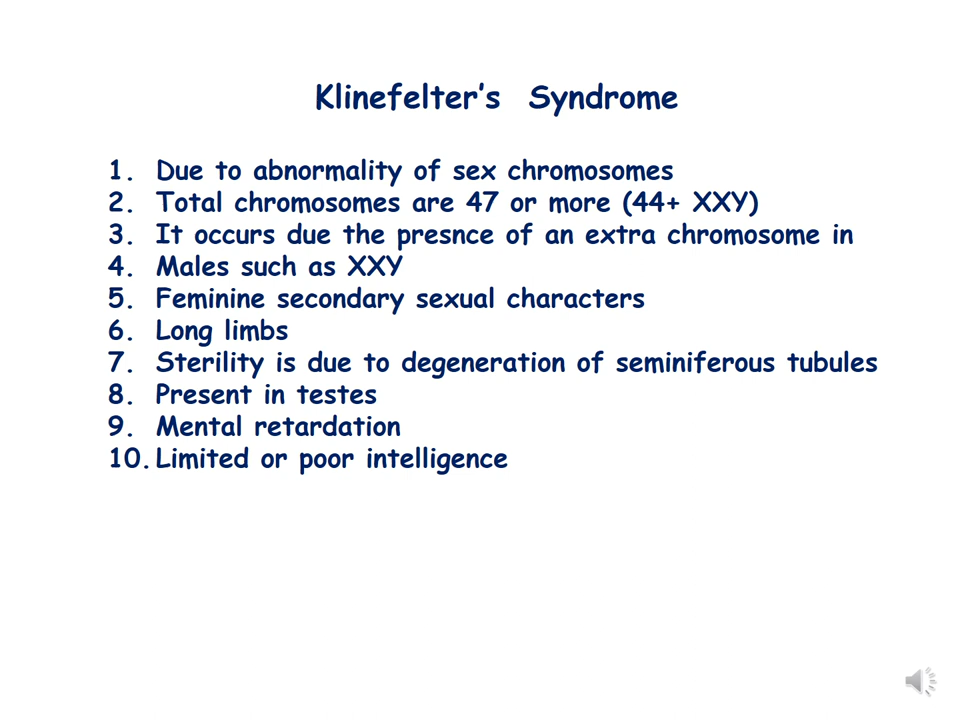 Klinefelter's Syndrome
1. Due to abnormality of sex chromosomes
2. Total chromosomes are 47 or more (44+ XXY)
3. It occurs due the presnce of an extra chromosome in
4. Males such as XXY
5. Feminine secondary sexual characters
6. Long limbs
7. Sterility is due to degeneration of seminiferous tubules
8. Present in testes
9. Mental retardation
10. Limited or poor intelligence